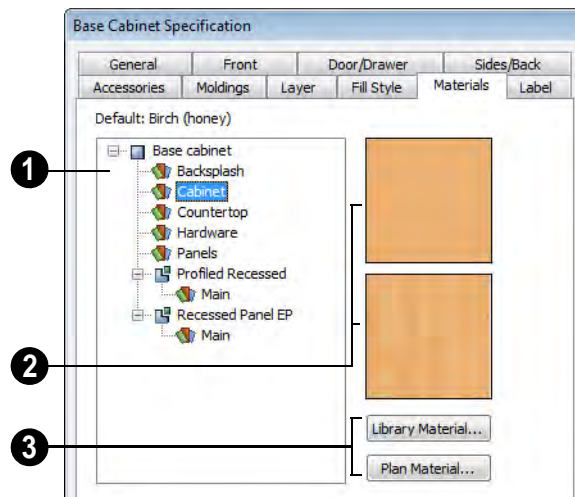 Base Cabinet Specification
General Front Door/Drawer Sides/Back
Accessories Moldings Layer Fill Style Materials Label
Default: Birch (honey)
1
Base cabinet
Backsplash
Cabinet
Countertop
Hardware
Panels
Profiled Recessed
Main
Recessed Panel EP
Main
2
3
Library Material...
Plan Material...